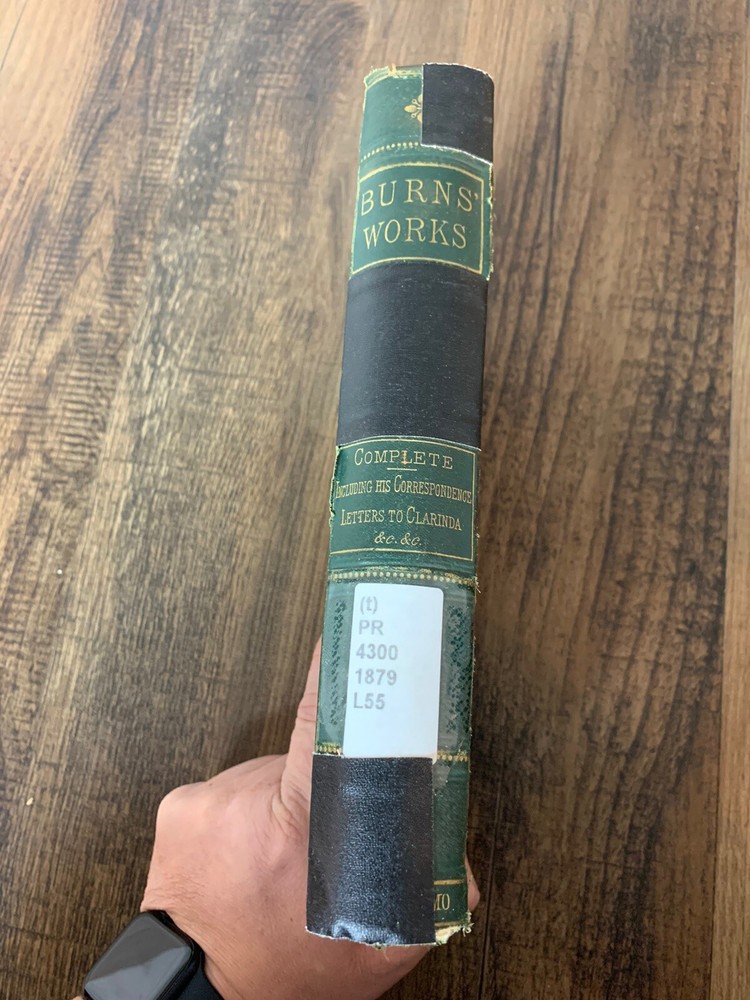 BURNS'
WORKS
COMPLETE
INCLUDING HIS CORRESPONDENCE
LETTERS TO CLARINDA
&c. &c.
(t)
PR
4300
1879
L55